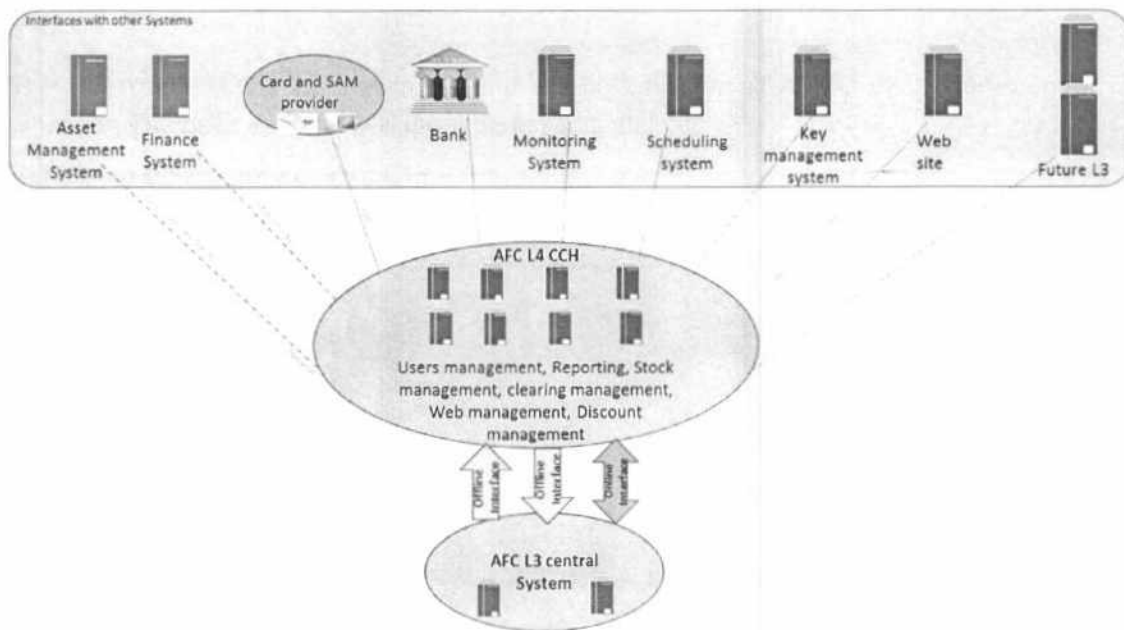 Interfaces with other Systems
Card and SAM
provider
Asset
Management
System
Finance
System
Bank
Monitoring
System
Scheduling
system
Key
management
system
Web
site
Future L3
AFC L4 CCH
Users management, Reporting, Stock
management, clearing management,
Web management, Discount
management
Offline
Interface
Offline
Interface
Online
Interface
AFC L3 central
System